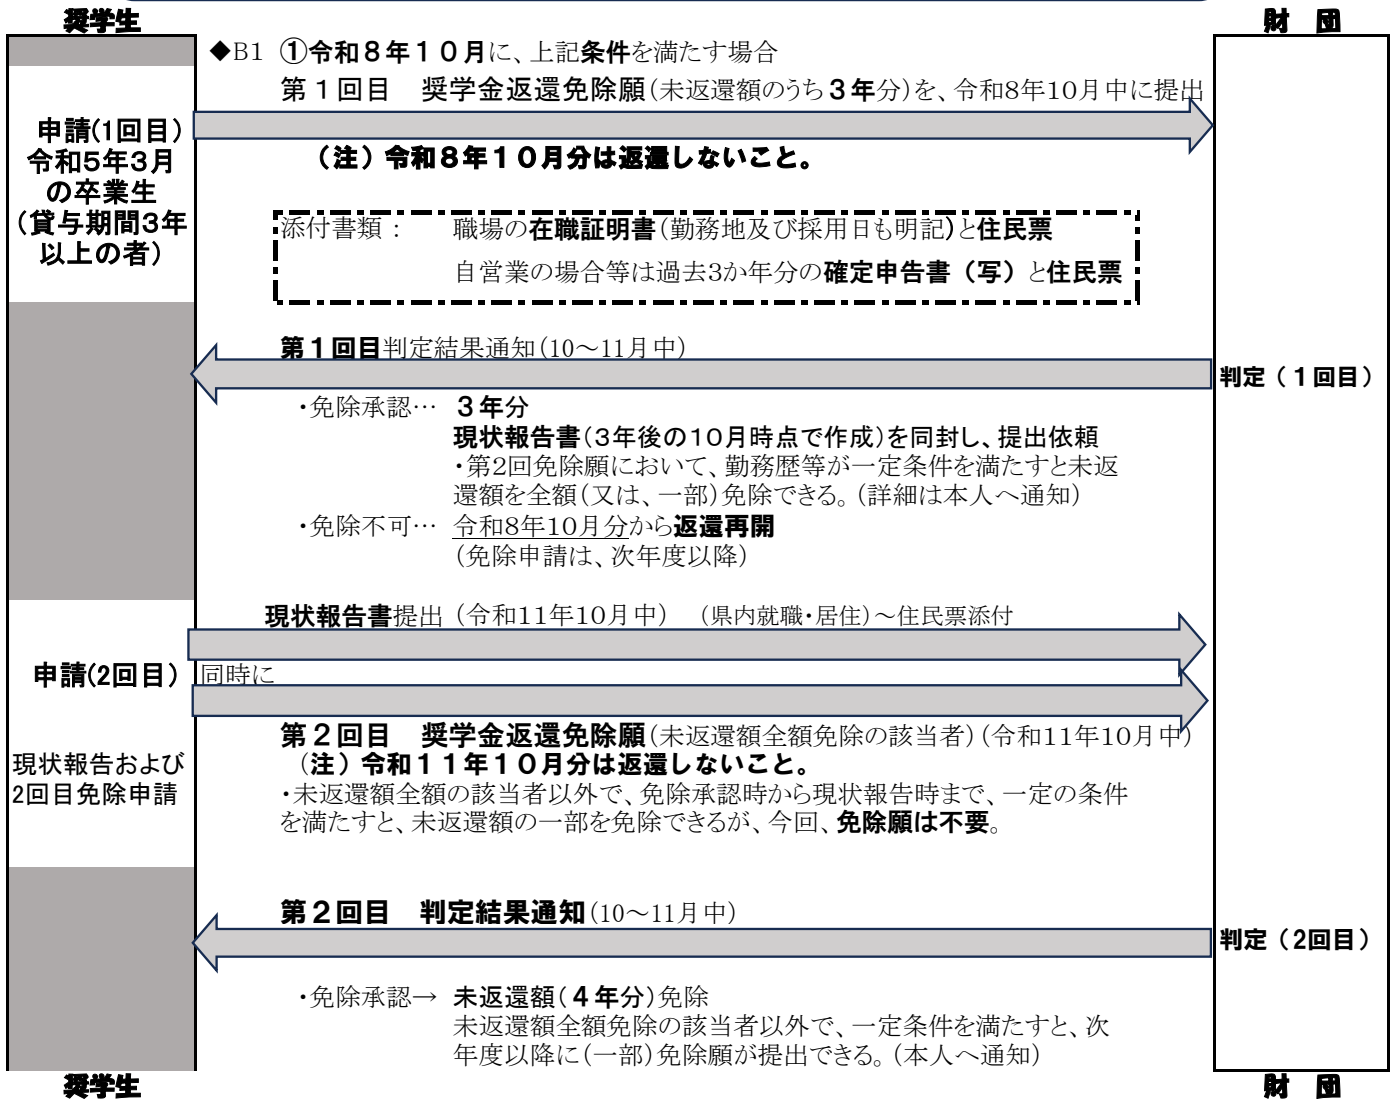 奨学生
財　団
◆B1 ①令和８年１０月に、上記条件を満たす場合
第１回目　奨学金返還免除願(未返還額のうち３年分)を、令和8年10月中に提出
申請(1回目)
令和5年3月
の卒業生
(貸与期間3年
以上の者)
（注）令和８年１０月分は返還しないこと。
添付書類：　職場の在職証明書(勤務地及び採用日も明記)と住民票
自営業の場合等は過去3か年分の確定申告書（写）と住民票
第１回目判定結果通知(10～11月中)
判定（１回目）
・免除承認…　３年分
現状報告書(3年後の10月時点で作成)を同封し、提出依頼
・第2回免除願において、勤務歴等が一定条件を満たすと未返
還額を全額(又は、一部)免除できる。(詳細は本人へ通知)
・免除不可…　令和8年10月分から返還再開
(免除申請は、次年度以降)
現状報告書提出（令和11年10月中）　(県内就職・居住)～住民票添付
申請(2回目)
同時に
第２回目　奨学金返還免除願(未返還額全額免除の該当者)(令和11年10月中)
（注）令和１１年１０月分は返還しないこと。
現状報告および
2回目免除申請
・未返還額全額の該当者以外で、免除承認時から現状報告時まで、一定の条件
を満たすと、未返還額の一部を免除できるが、今回、免除願は不要。
第２回目　判定結果通知(10～11月中)
判定（2回目）
・免除承認→　未返還額(４年分)免除
未返還額全額免除の該当者以外で、一定条件を満たすと、次
年度以降に(一部)免除願が提出できる。(本人へ通知)
奨学生
財　団